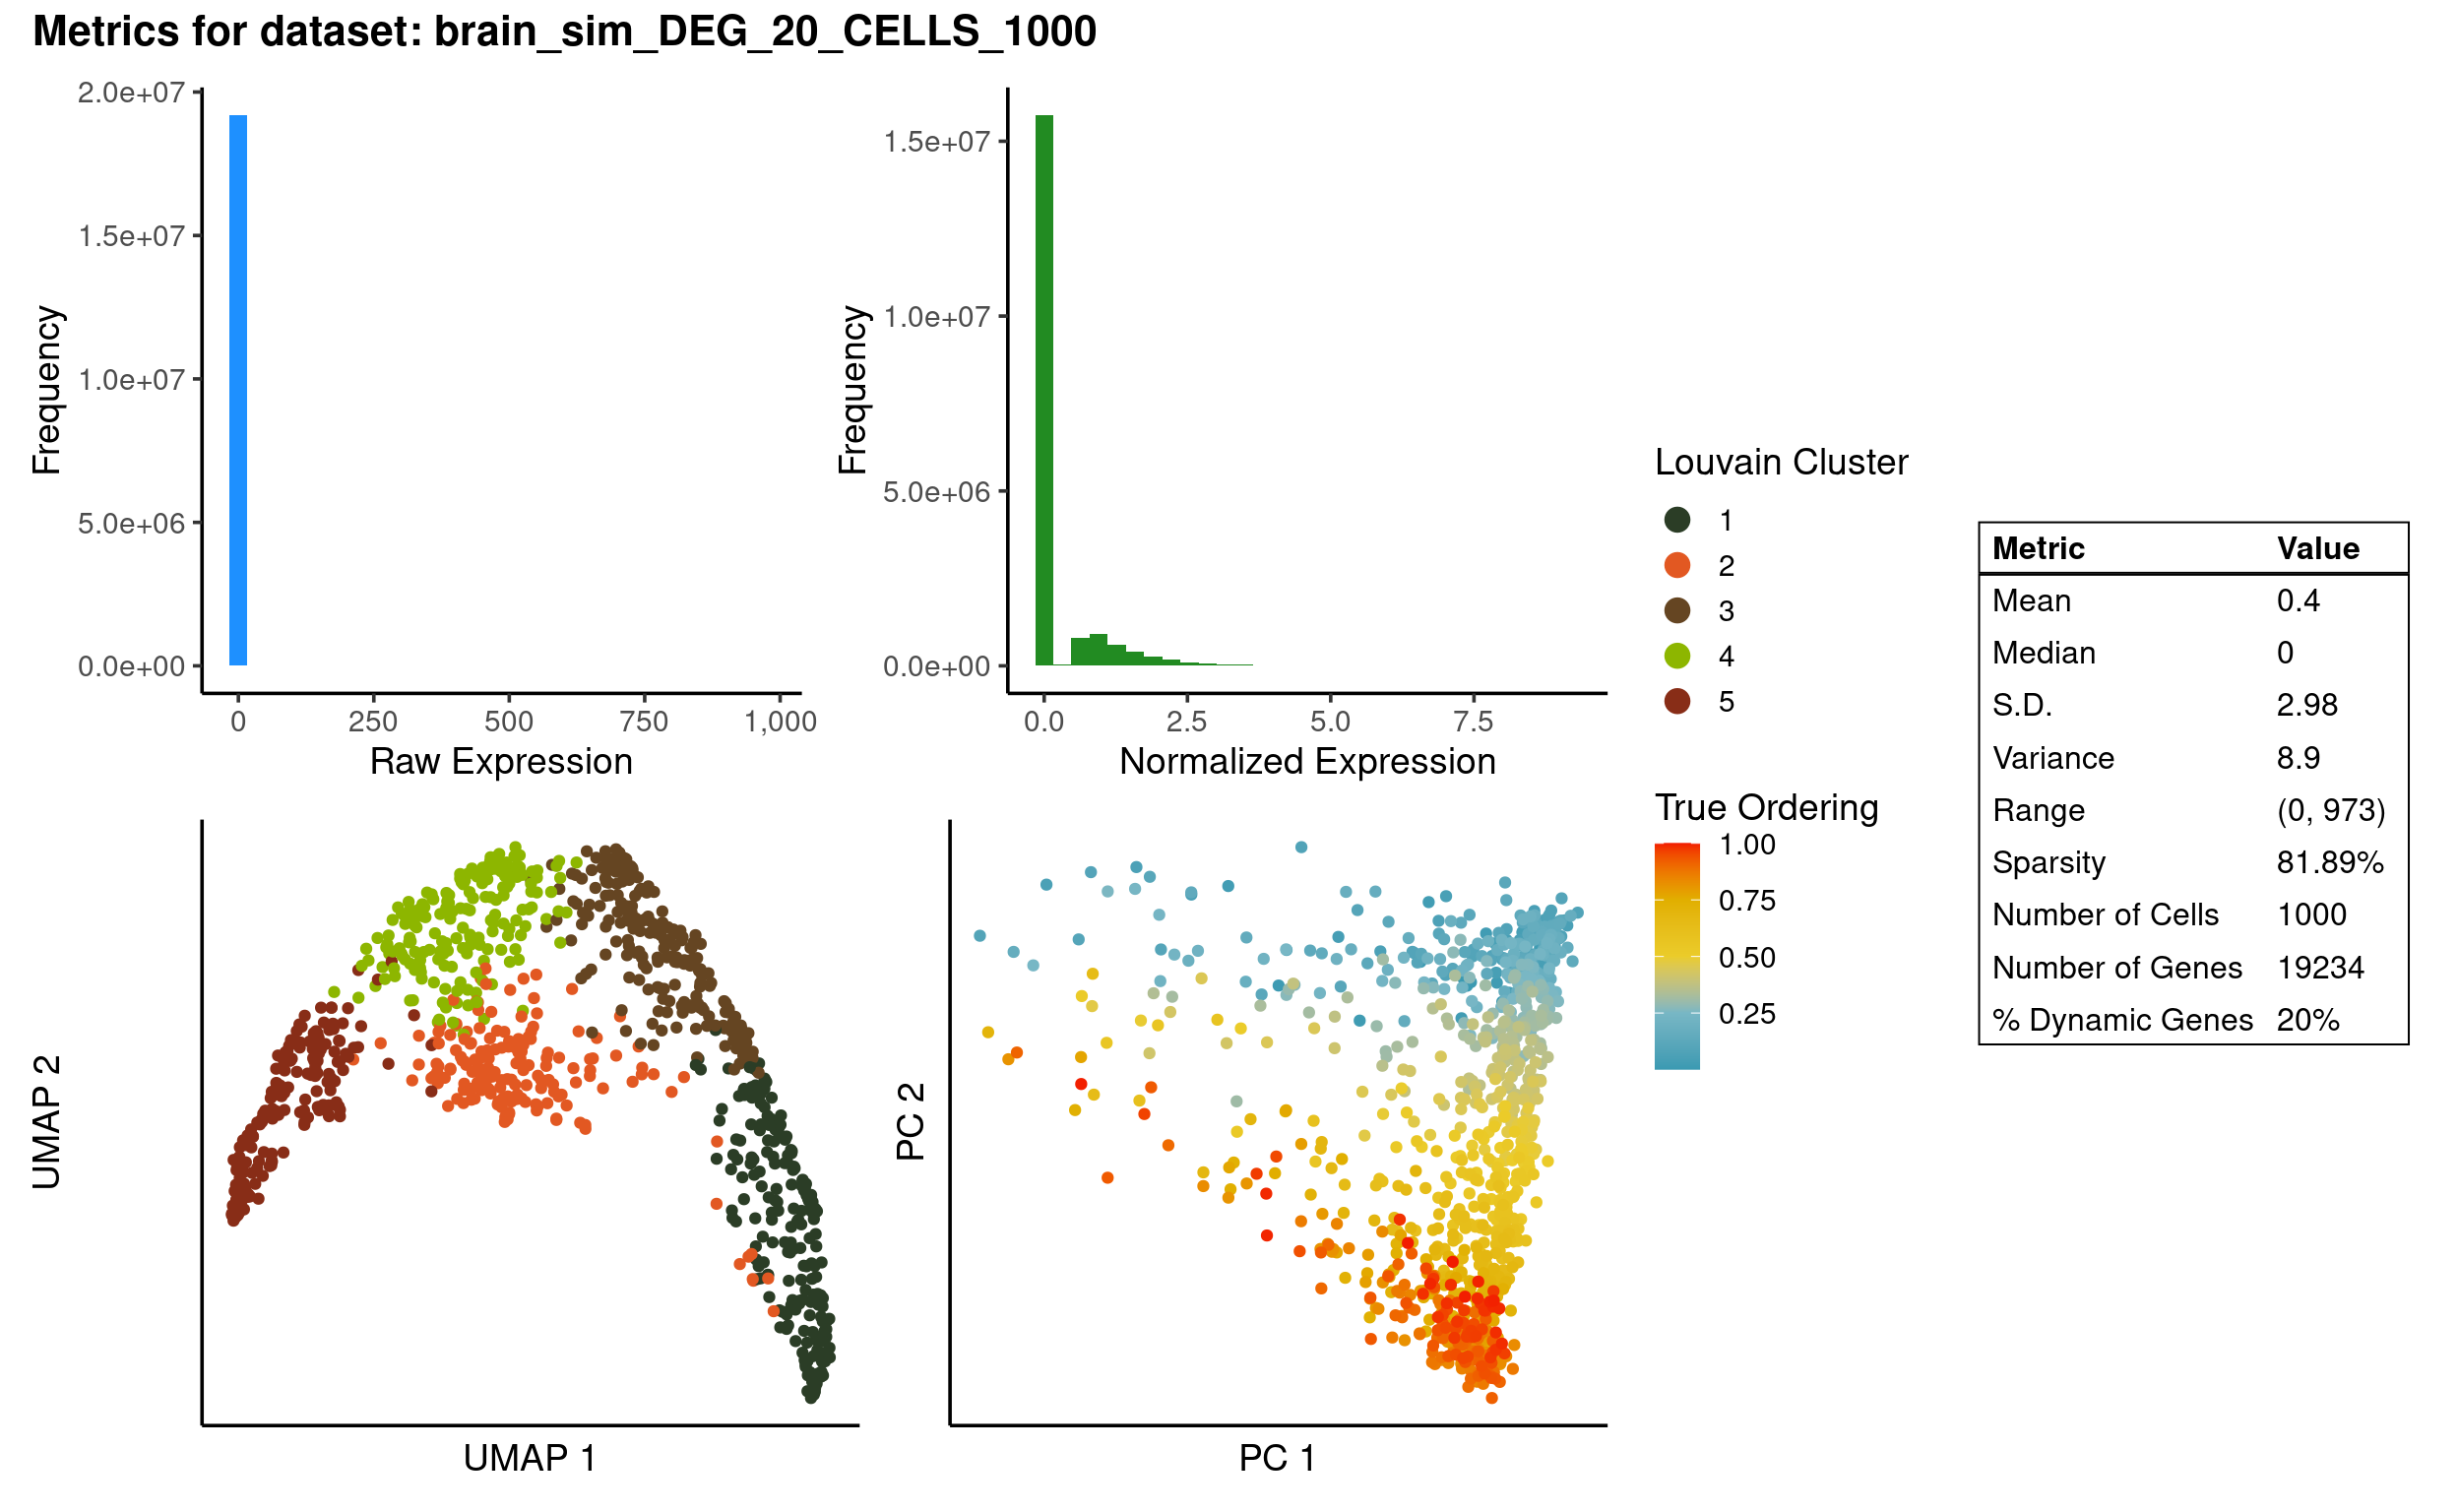 Metrics for dataset: brain_sim_DEG_20_CELLS_1000
Frequency
2.0e+07
1.5e+07
1.0e+07
5.0e+06
0.0e+00
0 250 500 750 1,000
Raw Expression
Frequency
1.5e+07
1.0e+07
5.0e+06
0.0e+00
0.0 2.5 5.0 7.5
Normalized Expression
UMAP 2
UMAP 1
PC 2
PC 1
Louvain Cluster
1
2
3
4
5
True Ordering
1.00
0.75
0.50
0.25
Metric Value
Mean 0.4
Median 0
S.D. 2.98
Variance 8.9
Range (0, 973)
Sparsity 81.89%
Number of Cells 1000
Number of Genes 19234
% Dynamic Genes 20%